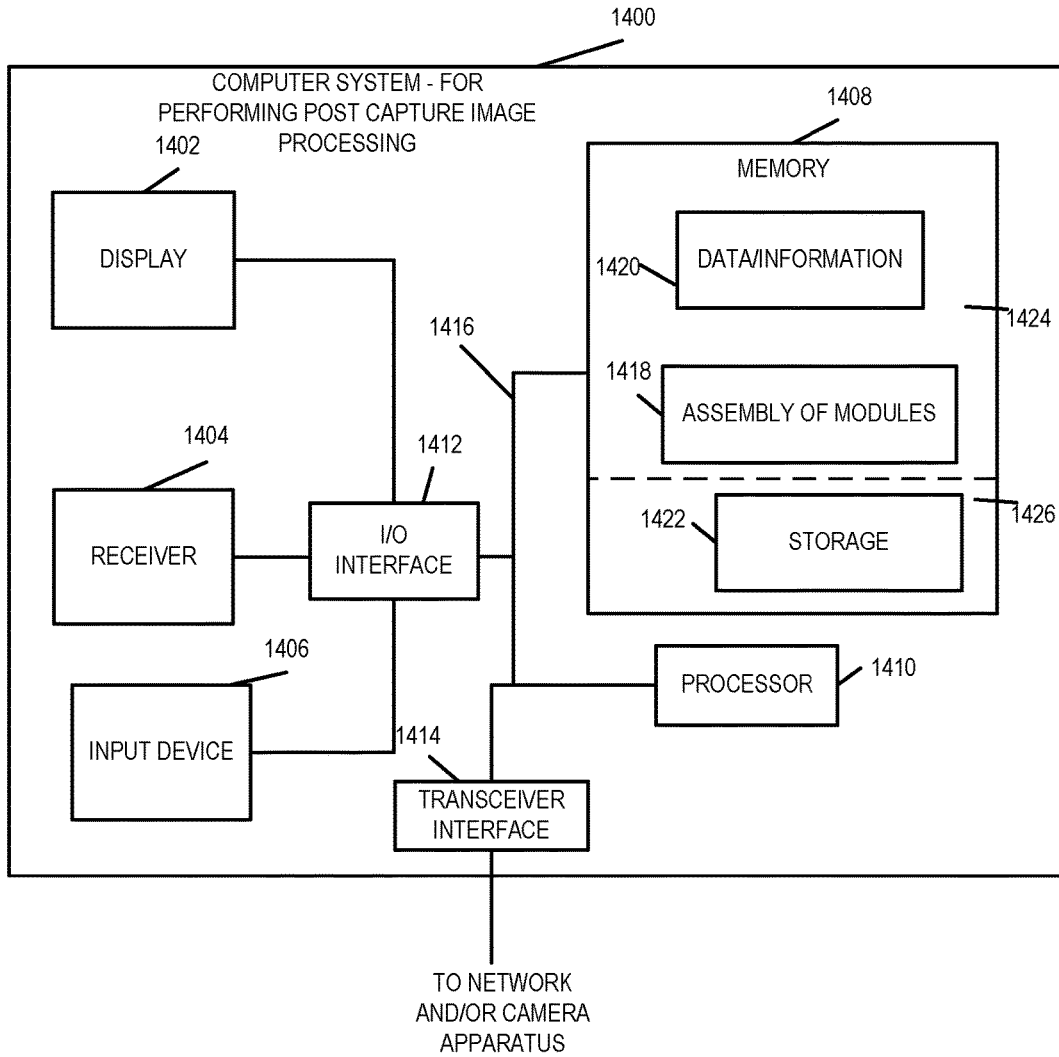 1400
COMPUTER SYSTEM - FOR
PERFORMING POST CAPTURE IMAGE
PROCESSING
1402
1408
MEMORY
DISPLAY
DATA/INFORMATION
1420
1424
1416
1418
ASSEMBLY OF MODULES
1404
1412
RECEIVER
I/O
INTERFACE
1422
STORAGE
1426
1406
INPUT DEVICE
PROCESSOR
1410
1414
TRANSCEIVER
INTERFACE
TO NETWORK
AND/OR CAMERA
APPARATUS